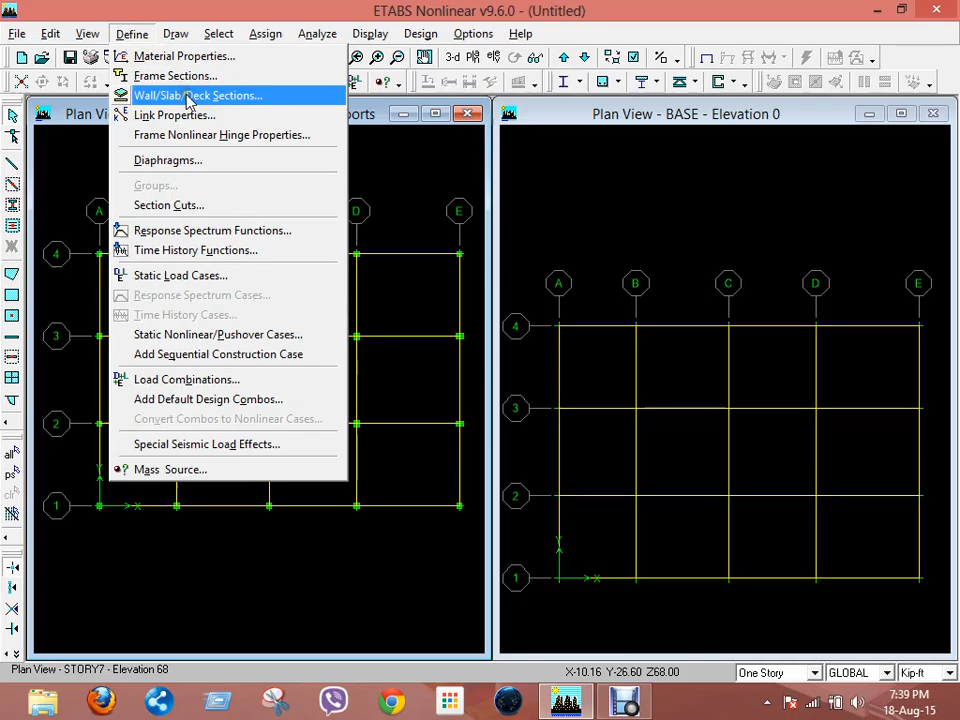 ETABS Nonlinear v9.6.0 - (Untitled)
File Edit View Define Draw Select Assign Analyze Display Design Options Help
3-d
Material Properties...
Frame Sections...
Wall/Slab/Deck Sections...
Link Properties...
Frame Nonlinear Hinge Properties...
Diaphragms...
Groups...
Section Cuts...
Response Spectrum Functions...
Time History Functions...
Static Load Cases...
Response Spectrum Cases...
Time History Cases...
Static Nonlinear/Pushover Cases...
Add Sequential Construction Case
Load Combinations...
Add Default Design Combos...
Convert Combos to Nonlinear Cases...
Special Seismic Load Effects...
Mass Source...
Plan View - BASE - Elevation 0
A D E
4
3
2
1
Y
X
A B C D E
4
3
2
1
Y
X
all
ps
clr
Plan View - STORY7 - Elevation 68
X-10.16 Y-26.60 Z68.00
One Story
GLOBAL
Kip-ft
7:39 PM
18-Aug-15